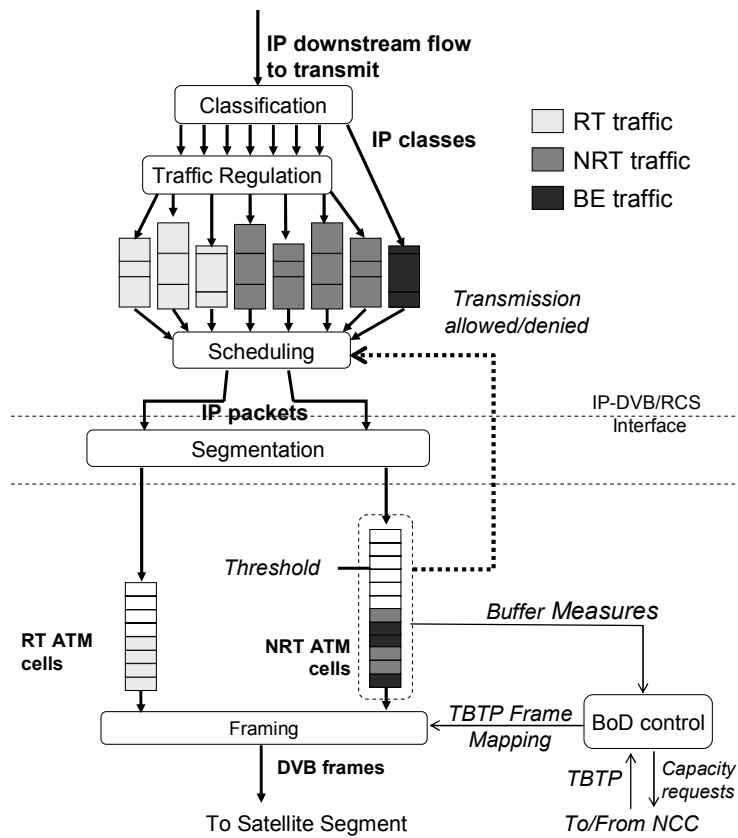 IP downstream flow
to transmit
Classification
RT traffic
IP classes
NRT traffic
Traffic Regulation
BE traffic
Transmission
allowed/denied
Scheduling
IP packets
IP-DVB/RCS
Interface
Segmentation
Threshold
Buffer Measures
RT ATM
cells
NRT ATM
cells
TBTP Frame
Mapping
BoD control
Framing
DVB frames
TBTP
Capacity
requests
To Satellite Segment
To/From NCC